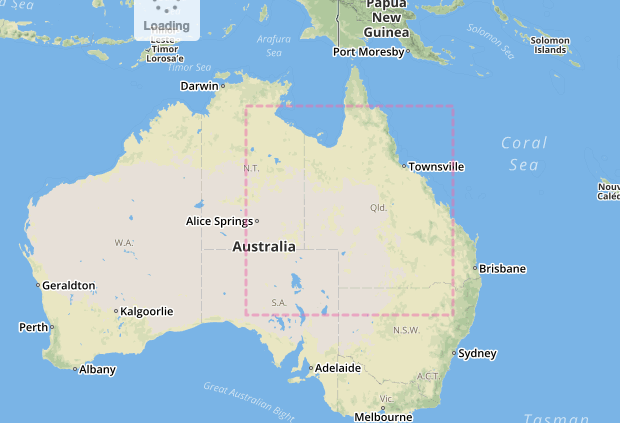 Papua
New
Guinea
Loading
Leste
Timor
Lorosa'e
Arafura
Sea
Timor Sea
Port Moresby
Solomon Sea
Solomon
Islands
Darwin
Coral
Sea
N.T.
Townsville
Nouv
Caléd
Qld.
Alice Springs
W.A.
Australia
Brisbane
Geraldton
S.A.
Kalgoorlie
Perth
N.S.W.
Sydney
Albany
Adelaide
A.C.T.
Great Australian Bight
Vic.
Melbourne
Tasman